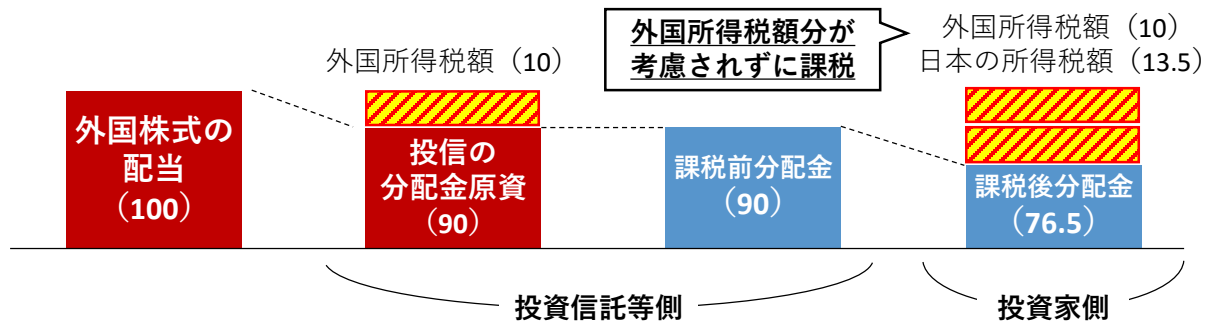 外国所得税額分が
考慮されずに課税
外国所得税額（10）
日本の所得税額（13.5）
外国所得税額（10）
外国株式の
配当
（100）
投信の
分配金原資
（90）
課税前分配金
（90）
課税後分配金
（76.5）
投資信託等側
投資家側